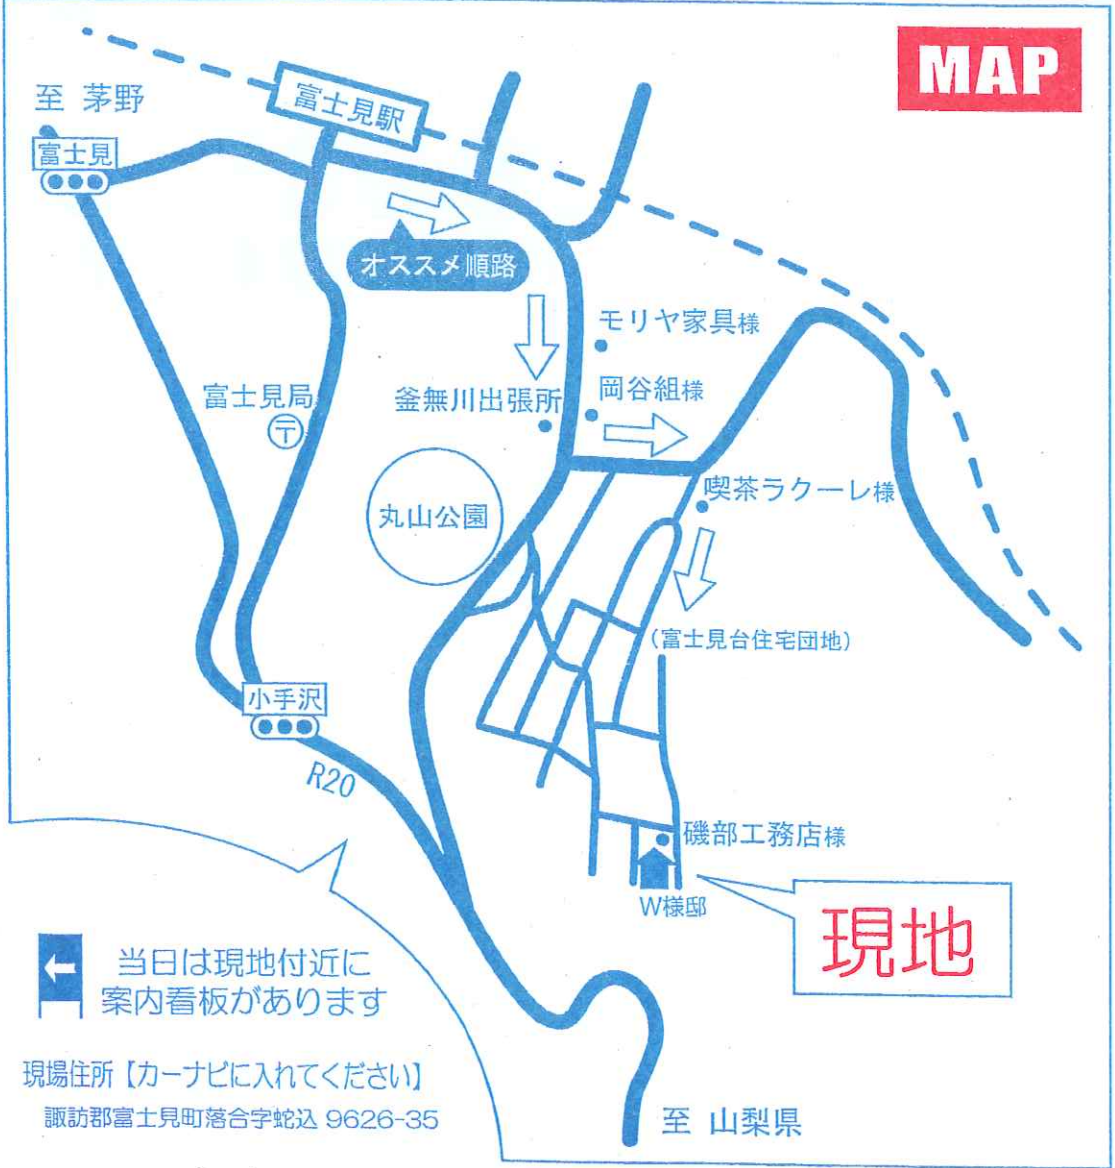 MAP
至 茅野
富士見駅
富士見
オススメ順路
モリヤ家具様
富士見局
〒
釜無川出張所
岡谷組様
丸山公園
喫茶ラクーレ様
(富士見台住宅団地)
小手沢
R20
磯部工務店様
W様邸
現地
当日は現地付近に
案内看板があります
現場住所【カーナビに入れてください】
諏訪郡富士見町落合字蛇込 9626-35
至 山梨県